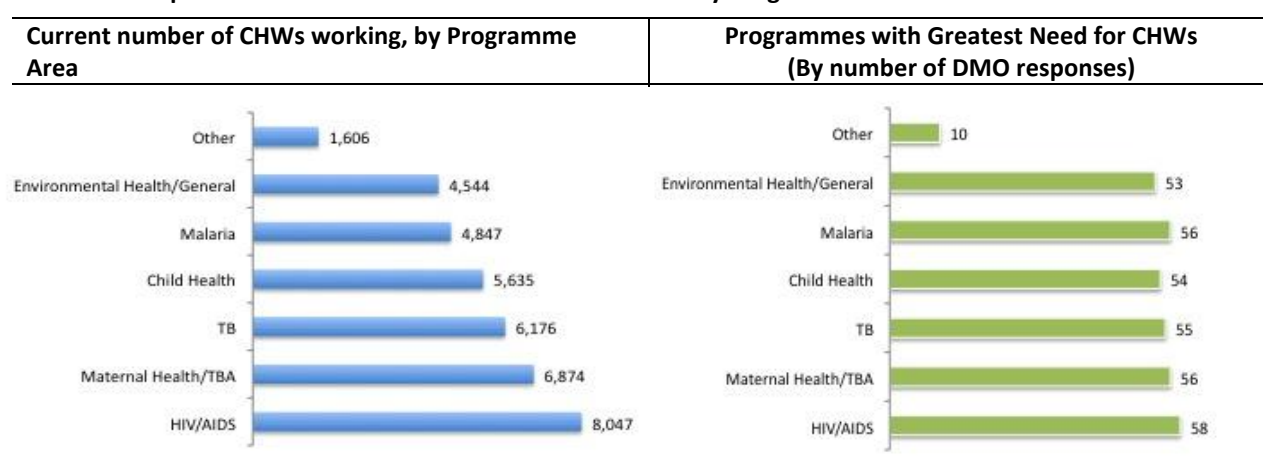 Current number of CHWs working, by Programme
Area
Programmes with Greatest Need for CHWs
(By number of DMO responses)
Other 1,606
Environmental Health/General 4,544
Malaria 4,847
Child Health 5,635
TB 6,176
Maternal Health/TBA 6,874
HIV/AIDS 8,047
Other 10
Environmental Health/General 53
Malaria 56
Child Health 54
TB 55
Maternal Health/TBA 56
HIV/AIDS 58